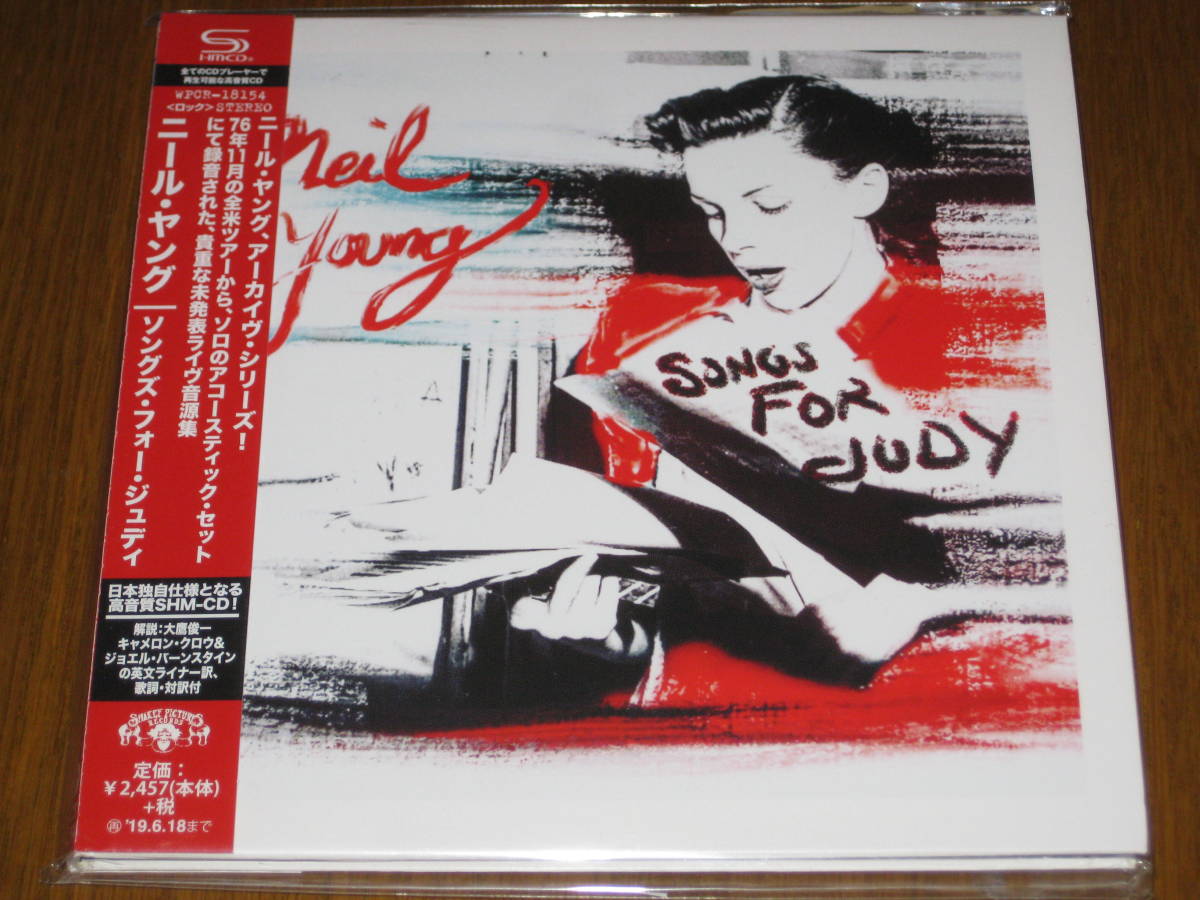 SHM-CD®
全てのCDプレーヤーで
再生可能な高音質CD
WPCR-18154
<ロック>STEREO
ニール・ヤング、アーカイヴ・シリーズ！
76年11月の全米ツアーから、ソロのアコースティック・セット
にて録音された、貴重な未発表ライヴ音源集
ニール・ヤング｜ソングズ・フォー・ジュディ
日本独自仕様となる
高音質SHM-CD！
解説：大鷹俊一
キャメロン・クロウ&
ジョエル・バーンスタイン
の英文ライナー訳、
歌詞・対訳付
SHAKEY PICTURES
RECORDS
定価：
¥2,457(本体)
+税
再 '19.6.18まで
Neil
Young
SONGS
FOR
JUDY